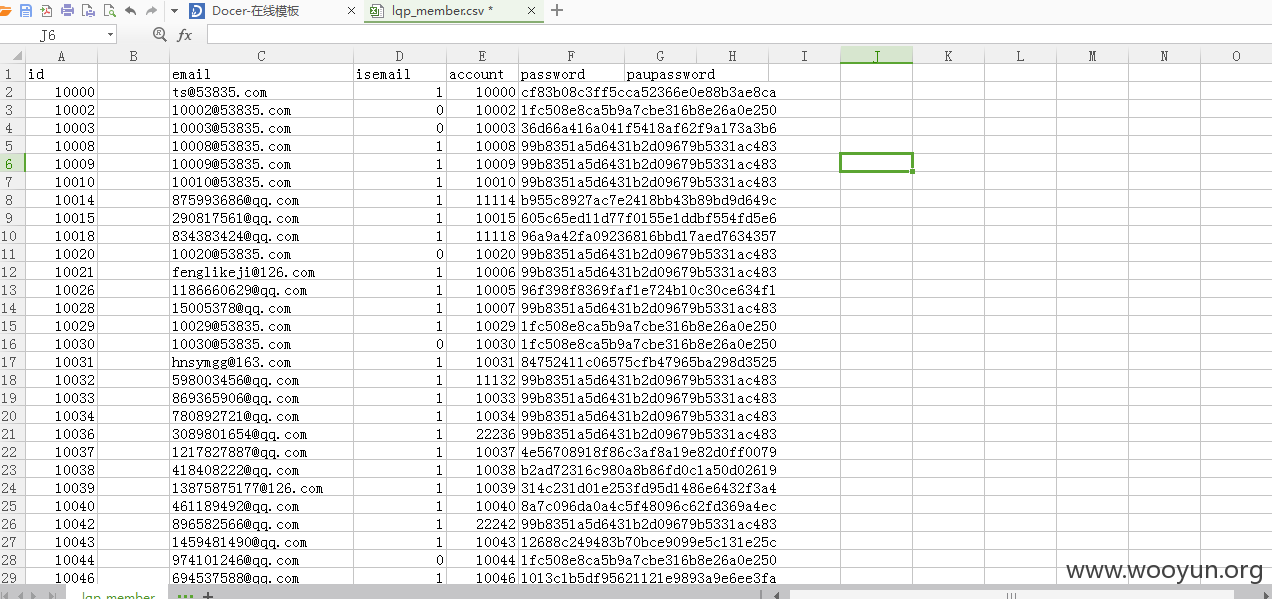 Docer-在线模板 × lqp_member.csv * × +
J6 fx
A B C D E F G H I J K L M N O
1 id email isemail account password paupassword
2 10000 ts@53835.com 1 10000 cf83b08c3ff5cca52366e0e88b3ae8ca
3 10002 10002@53835.com 0 10002 1fc508e8ca5b9a7cbe316b8e26a0e250
4 10003 10003@53835.com 0 10003 36d66a416a041f5418af62f9a173a3b6
5 10008 10008@53835.com 1 10008 99b8351a5d6431b2d09679b5331ac483
6 10009 10009@53835.com 1 10009 99b8351a5d6431b2d09679b5331ac483
7 10010 10010@53835.com 1 10010 99b8351a5d6431b2d09679b5331ac483
8 10014 875993686@qq.com 1 11114 b955c8927ac7e2418bb43b89bd9d649c
9 10015 290817561@qq.com 1 10015 605c65ed11d77f0155e1ddbf554fd5e6
10 10018 834383424@qq.com 1 11118 96a9a42fa09236816bbd17aed7634357
11 10020 10020@53835.com 0 10020 99b8351a5d6431b2d09679b5331ac483
12 10021 fenglikeji@126.com 1 10006 99b8351a5d6431b2d09679b5331ac483
13 10026 1186660629@qq.com 1 10005 96f398f8369faf1e724b10c30ce634f1
14 10028 15005378@qq.com 1 10007 99b8351a5d6431b2d09679b5331ac483
15 10029 10029@53835.com 1 10029 1fc508e8ca5b9a7cbe316b8e26a0e250
16 10030 10030@53835.com 0 10030 1fc508e8ca5b9a7cbe316b8e26a0e250
17 10031 hnsymgg@163.com 1 10031 84752411c06575cfb47965ba298d3525
18 10032 598003456@qq.com 1 11132 99b8351a5d6431b2d09679b5331ac483
19 10033 869365906@qq.com 1 10033 99b8351a5d6431b2d09679b5331ac483
20 10034 780892721@qq.com 1 10034 99b8351a5d6431b2d09679b5331ac483
21 10036 3089801654@qq.com 1 22236 99b8351a5d6431b2d09679b5331ac483
22 10037 1217827887@qq.com 1 10037 4e56708918f86c3af8a19e82d0ff0079
23 10038 418408222@qq.com 1 10038 b2ad72316c980a8b86fd0c1a50d02619
24 10039 13875875177@126.com 1 10039 314c231d01e253fd95d1486e6432f3a4
25 10040 461189492@qq.com 1 10040 8a7c096da0a4c5f48096c62fd369a4ec
26 10042 896582566@qq.com 1 22242 99b8351a5d6431b2d09679b5331ac483
27 10043 1459481490@qq.com 1 10043 12688c249483b70bce9099e5c131e25c
28 10044 974101246@qq.com 0 10044 1fc508e8ca5b9a7cbe316b8e26a0e250
29 10046 694537588@qq.com 1 10046 1013c1b5df95621121e9893a9e6ee3fa
www.wooyun.org
lqp_member